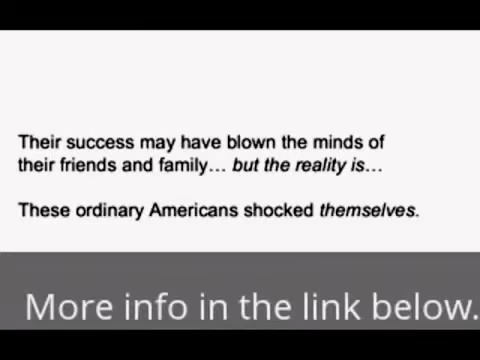 Their success may have blown the minds of
their friends and family… but the reality is…
These ordinary Americans shocked themselves.
More info in the link below.